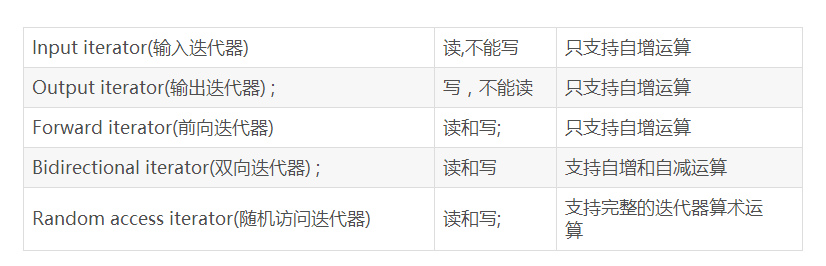 Input iterator(输入迭代器) 读,不能写 只支持自增运算
Output iterator(输出迭代器) ; 写，不能读 只支持自增运算
Forward iterator(前向迭代器) 读和写; 只支持自增运算
Bidirectional iterator(双向迭代器) ; 读和写 支持自增和自减运算
Random access iterator(随机访问迭代器) 读和写; 支持完整的迭代器算术运
算